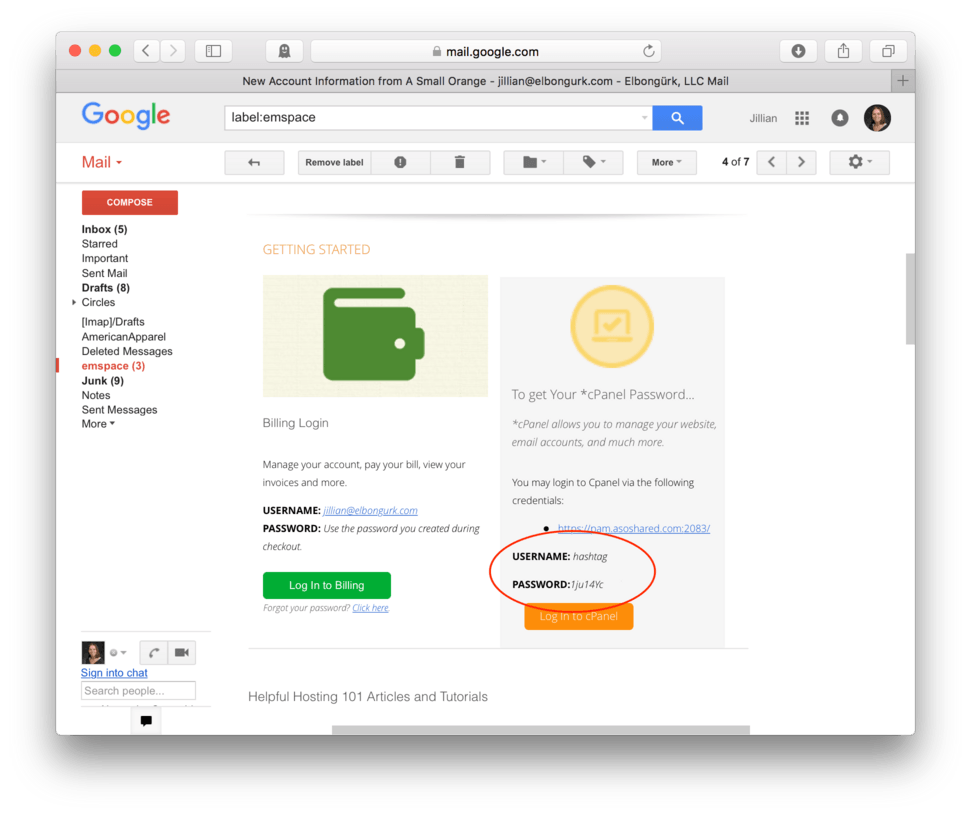 mail.google.com
New Account Information from A Small Orange - jillian@elbongurk.com - Elbongürk, LLC Mail
Google
label:emspace
Jillian
Mail
Remove label
More
4 of 7
COMPOSE
Inbox (5)
Starred
Important
Sent Mail
Drafts (8)
Circles
[Imap]/Drafts
AmericanApparel
Deleted Messages
emspace (3)
Junk (9)
Notes
Sent Messages
More
Sign into chat
Search people...
GETTING STARTED
Billing Login
Manage your account, pay your bill, view your
invoices and more.
USERNAME: jillian@elbongurk.com
PASSWORD: Use the password you created during
checkout.
Log In to Billing
Forgot your password? Click here.
To get Your *cPanel Password...
*cPanel allows you to manage your website,
email accounts, and much more.
You may login to Cpanel via the following
credentials:
https://pam.asoshared.com:2083/
USERNAME: hashtag
PASSWORD:1ju14Yc
Log in to cPanel
Helpful Hosting 101 Articles and Tutorials